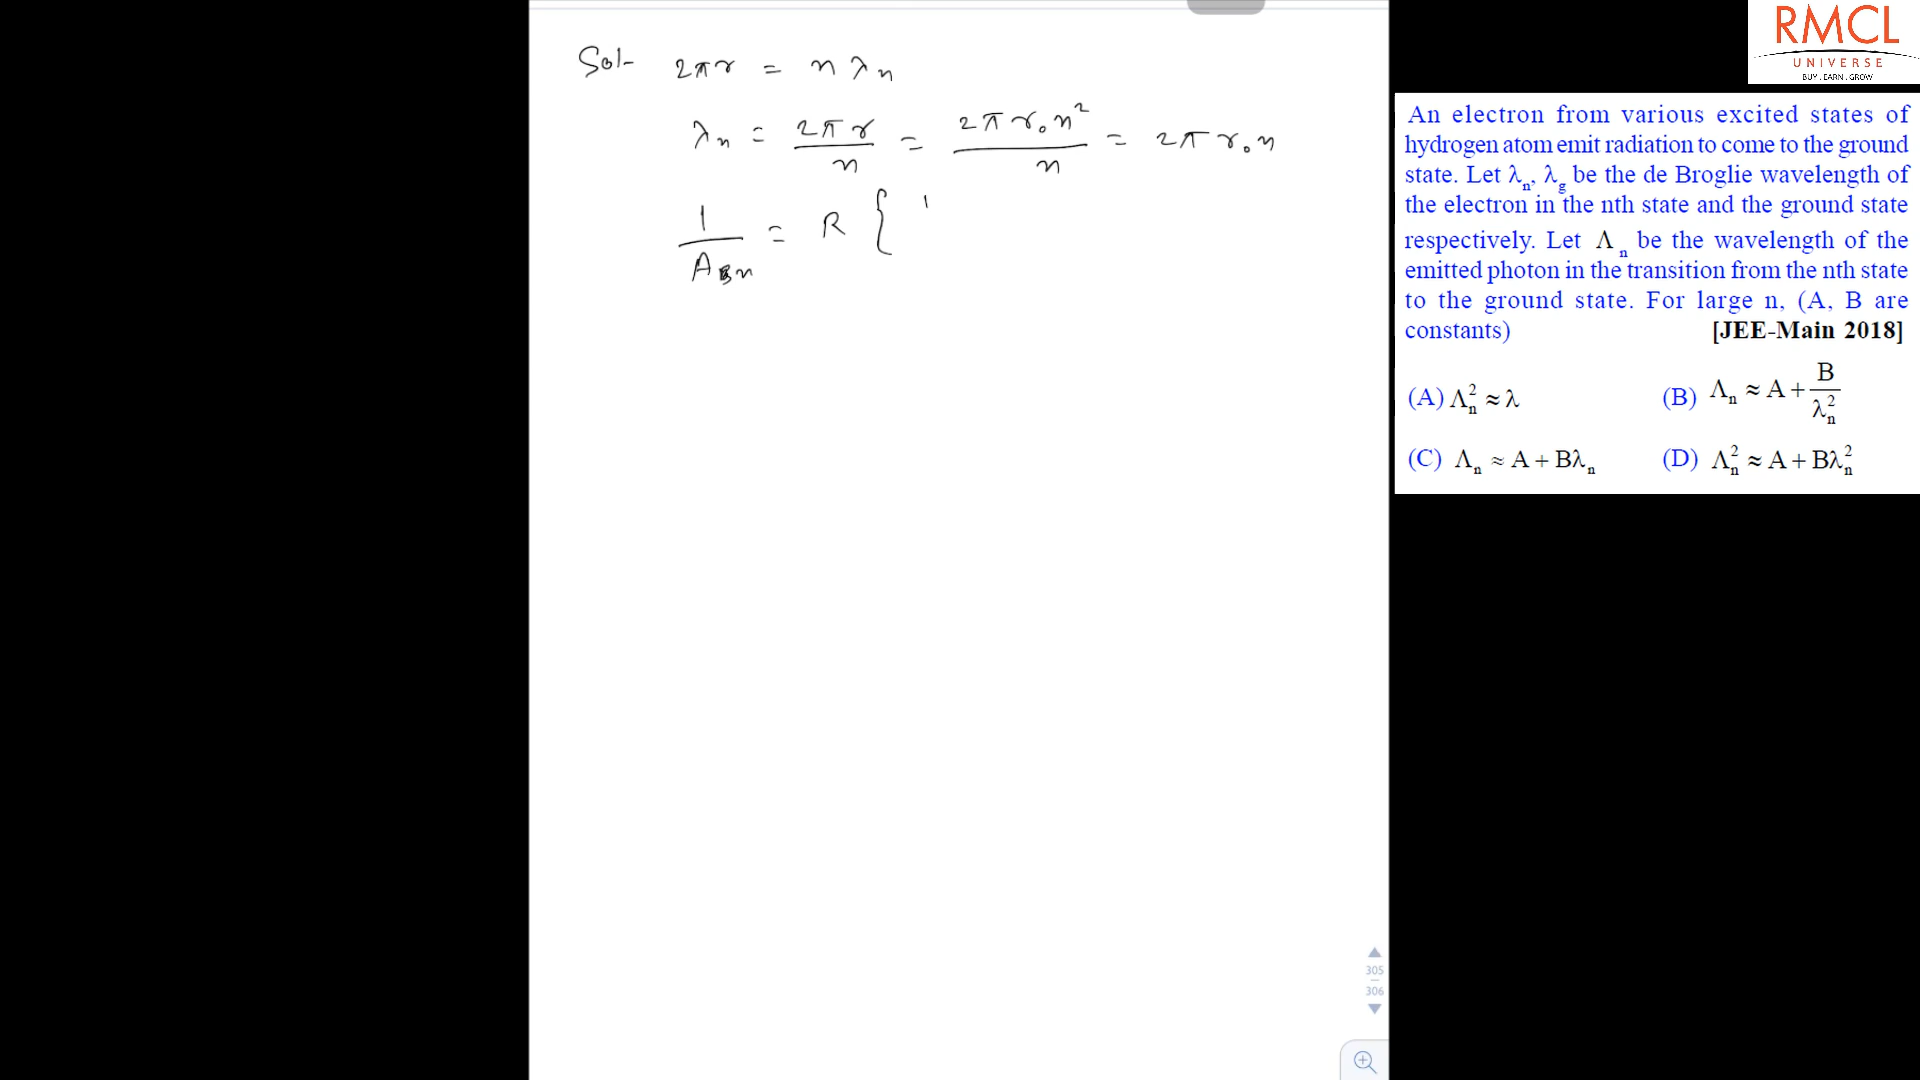 Sol- 2πr = nλn
λn = 2πr/n = 2πr₀n²/n = 2πr₀n
1/ΛBn = R { 1
RMCL
UNIVERSE
BUY . EARN . GROW
An electron from various excited states of
hydrogen atom emit radiation to come to the ground
state. Let λn, λg be the de Broglie wavelength of
the electron in the nth state and the ground state
respectively. Let Λn be the wavelength of the
emitted photon in the transition from the nth state
to the ground state. For large n, (A, B are
constants) [JEE-Main 2018]
(A) Λn² ≈ λ (B) Λn ≈ A + B/λn²
(C) Λn ≈ A + Bλn (D) Λn² ≈ A + Bλn²
305
306